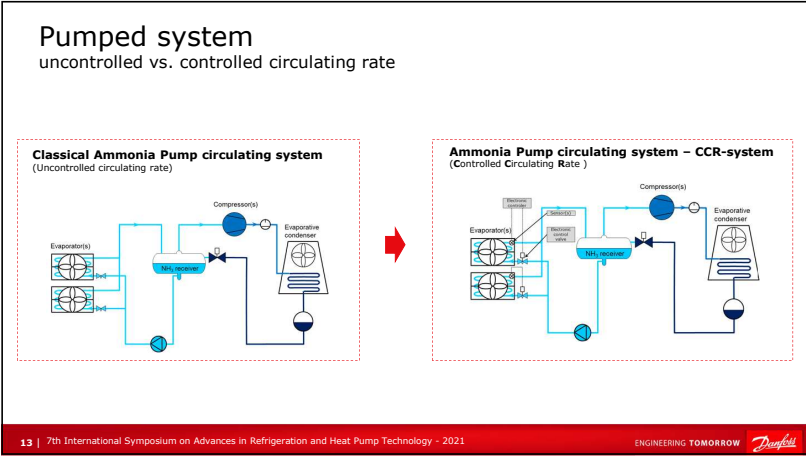 Pumped system
uncontrolled vs. controlled circulating rate
Classical Ammonia Pump circulating system
(Uncontrolled circulating rate)
Compressor(s)
Evaporative
condenser
Evaporator(s)
NH₃ receiver
Ammonia Pump circulating system – CCR-system
(Controlled Circulating Rate )
Compressor(s)
Electronic
controller
Sensor(s)
Evaporative
condenser
Evaporator(s)
Electronic
control
valve
NH₃ receiver
13 | 7th International Symposium on Advances in Refrigeration and Heat Pump Technology - 2021
ENGINEERING TOMORROW
Danfoss